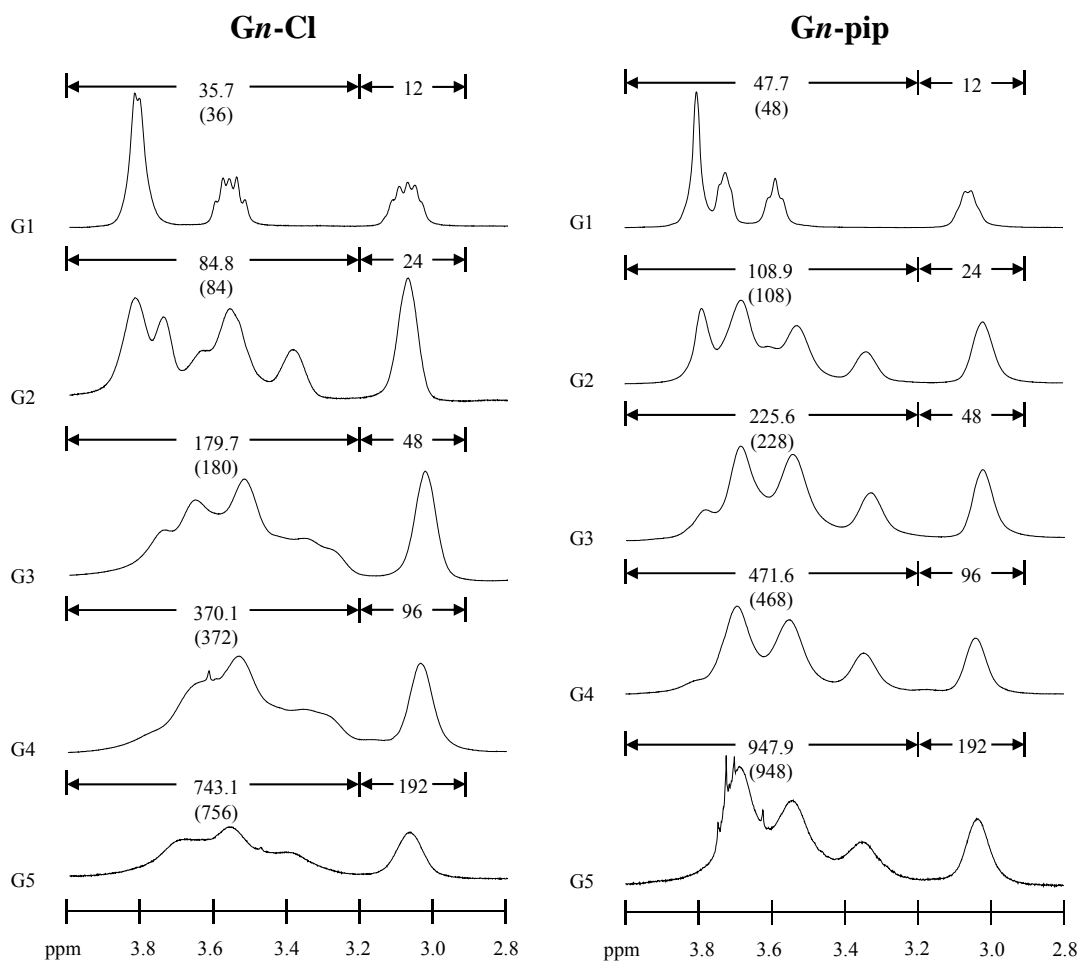 Gn-Cl
35.7
12
(36)
G1
84.8
24
(84)
G2
179.7
48
(180)
G3
370.1
96
(372)
G4
743.1
192
(756)
G5
ppm 3.8 3.6 3.4 3.2 3.0 2.8
Gn-pip
47.7
12
(48)
G1
108.9
24
(108)
G2
225.6
48
(228)
G3
471.6
96
(468)
G4
947.9
192
(948)
G5
ppm 3.8 3.6 3.4 3.2 3.0 2.8